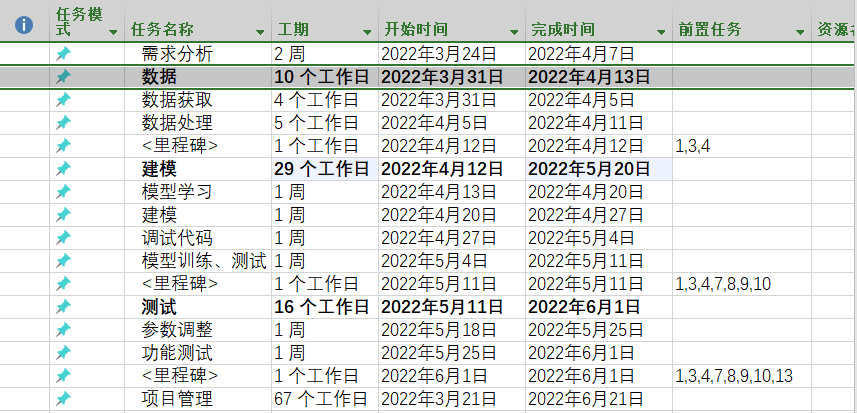 任务模式 任务名称 工期 开始时间 完成时间 前置任务 资源名
需求分析 2 周 2022年3月24日 2022年4月7日
数据 10 个工作日 2022年3月31日 2022年4月13日
数据获取 4 个工作日 2022年3月31日 2022年4月5日
数据处理 5 个工作日 2022年4月5日 2022年4月11日
<里程碑> 1 个工作日 2022年4月12日 2022年4月12日 1,3,4
建模 29 个工作日 2022年4月12日 2022年5月20日
模型学习 1 周 2022年4月13日 2022年4月20日
建模 1 周 2022年4月20日 2022年4月27日
调试代码 1 周 2022年4月27日 2022年5月4日
模型训练、测试 1 周 2022年5月4日 2022年5月11日
<里程碑> 1 个工作日 2022年5月11日 2022年5月11日 1,3,4,7,8,9,10
测试 16 个工作日 2022年5月11日 2022年6月1日
参数调整 1 周 2022年5月18日 2022年5月25日
功能测试 1 周 2022年5月25日 2022年6月1日
<里程碑> 1 个工作日 2022年6月1日 2022年6月1日 1,3,4,7,8,9,10,13
项目管理 67 个工作日 2022年3月21日 2022年6月21日